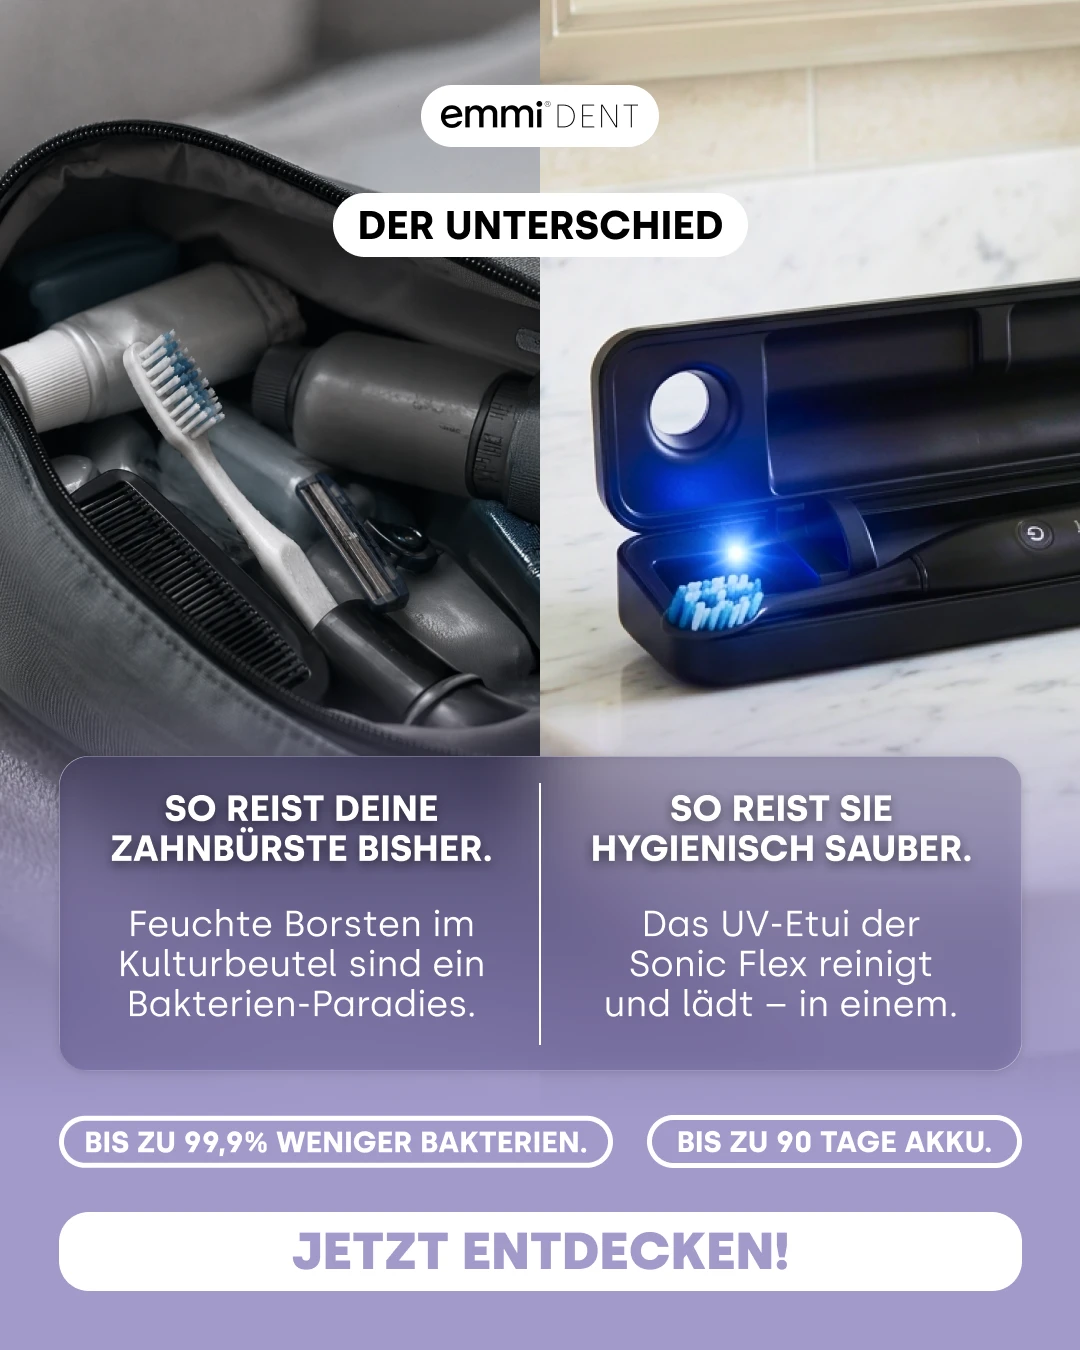 emmi® DENT
DER UNTERSCHIED
SO REIST DEINE
ZAHNBÜRSTE BISHER.
Feuchte Borsten im
Kulturbeutel sind ein
Bakterien-Paradies.
SO REIST SIE
HYGIENISCH SAUBER.
Das UV-Etui der
Sonic Flex reinigt
und lädt – in einem.
BIS ZU 99,9% WENIGER BAKTERIEN.
BIS ZU 90 TAGE AKKU.
JETZT ENTDECKEN!